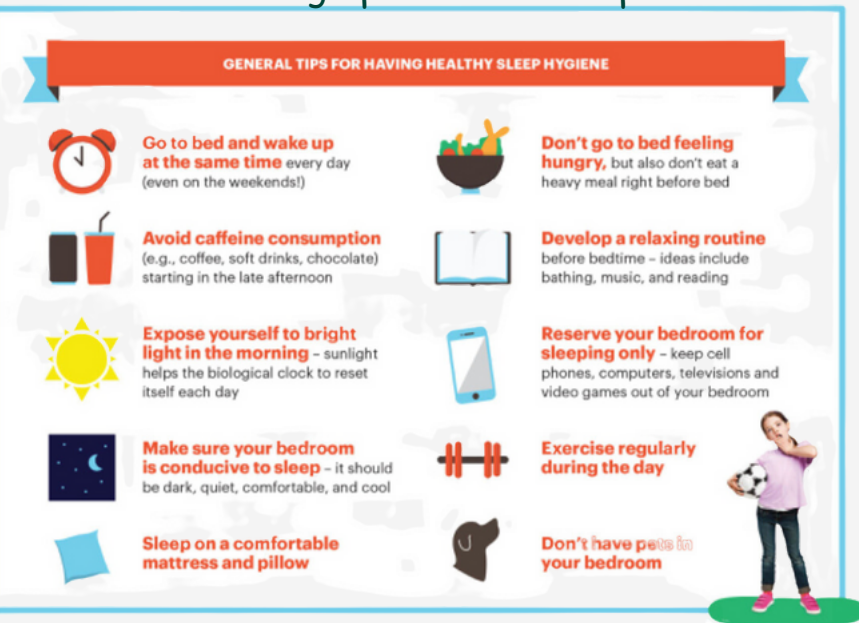 GENERAL TIPS FOR HAVING HEALTHY SLEEP HYGIENE
Go to bed and wake up
at the same time every day
(even on the weekends!)
Avoid caffeine consumption
(e.g., coffee, soft drinks, chocolate)
starting in the late afternoon
Expose yourself to bright
light in the morning – sunlight
helps the biological clock to reset
itself each day
Make sure your bedroom
is conducive to sleep – it should
be dark, quiet, comfortable, and cool
Sleep on a comfortable
mattress and pillow
Don't go to bed feeling
hungry, but also don't eat a
heavy meal right before bed
Develop a relaxing routine
before bedtime – ideas include
bathing, music, and reading
Reserve your bedroom for
sleeping only – keep cell
phones, computers, televisions and
video games out of your bedroom
Exercise regularly
during the day
Don't have pets in
your bedroom